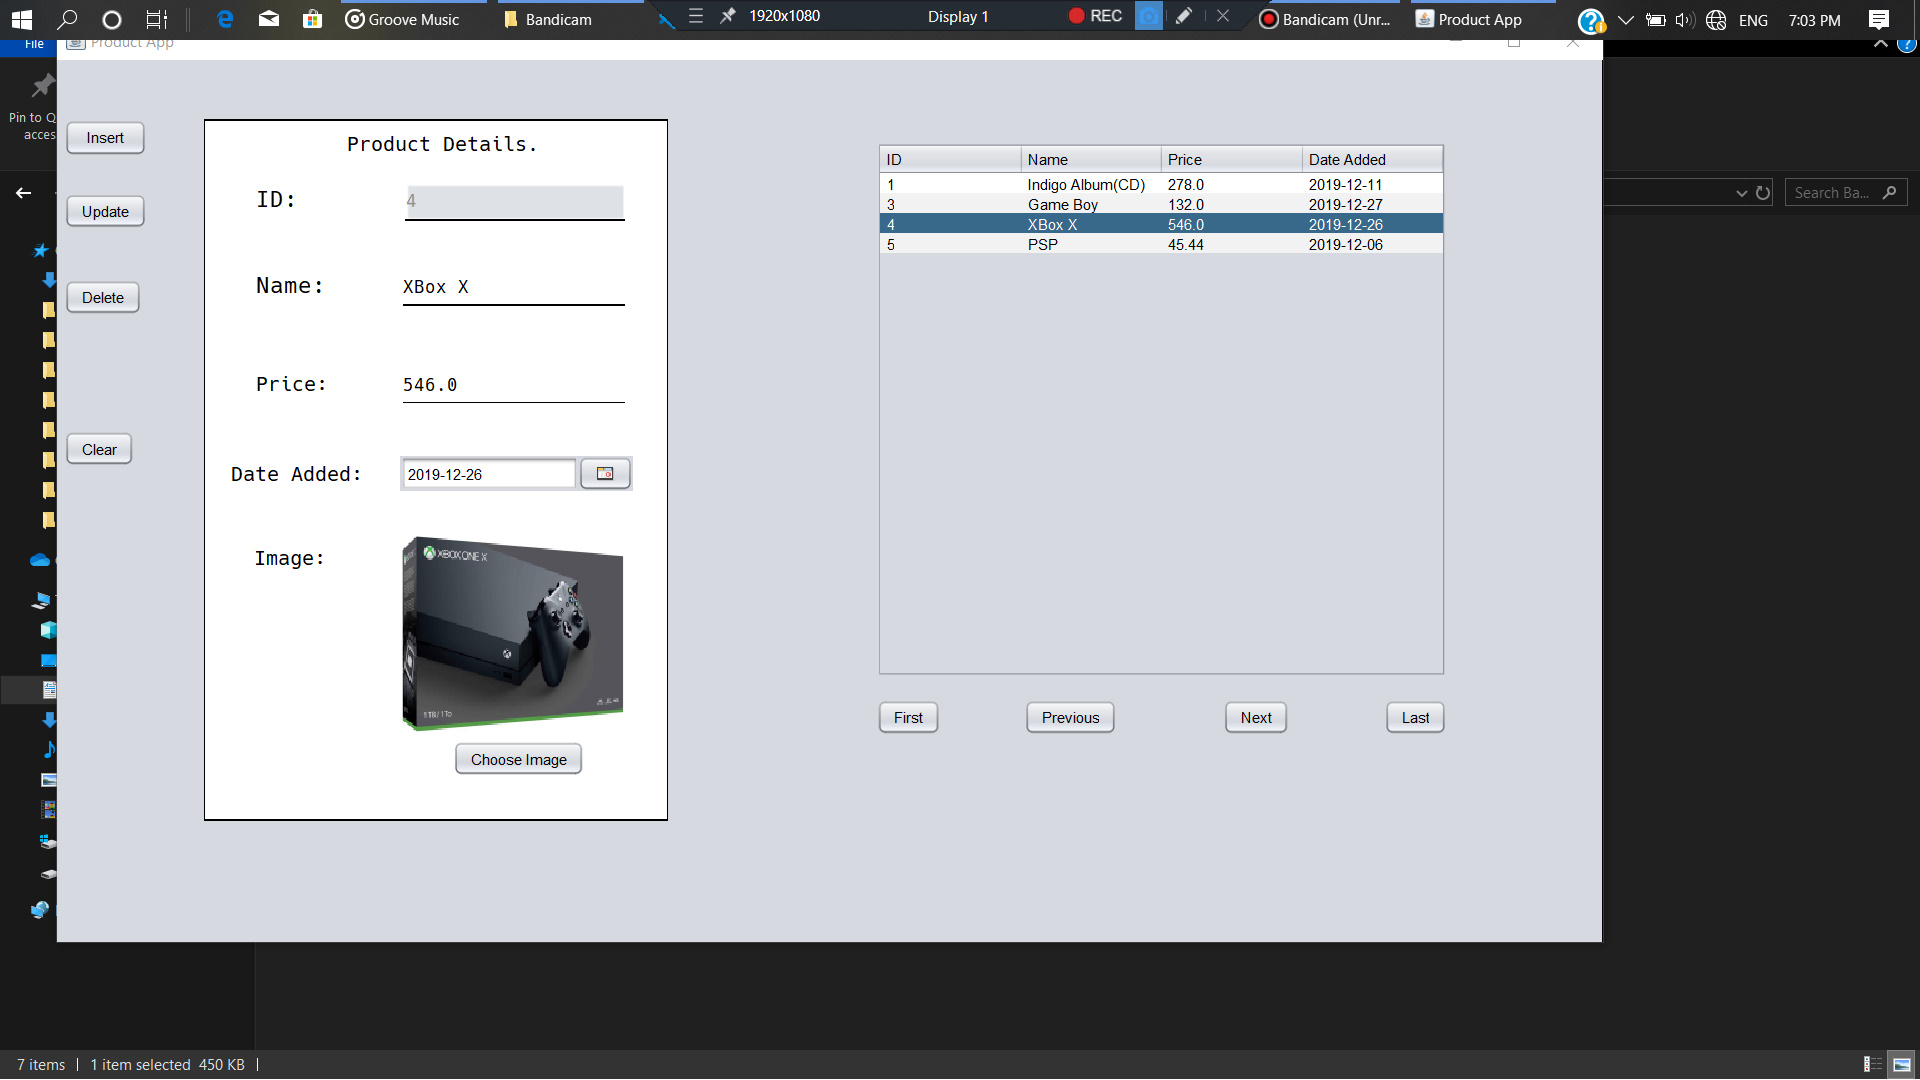 Groove Music
Bandicam
1920x1080
Display 1
REC
Bandicam (Unr...
Product App
ENG
7:03 PM
File
Product App
Pin to Q
acces
Search Ba...
Insert
Update
Delete
Clear
Product Details.
ID: 4
Name: XBox X
Price: 546.0
Date Added: 2019-12-26
Image:
XBOX ONE X
1TB/1To
Choose Image
ID Name Price Date Added
1 Indigo Album(CD) 278.0 2019-12-11
3 Game Boy 132.0 2019-12-27
4 XBox X 546.0 2019-12-26
5 PSP 45.44 2019-12-06
First Previous Next Last
7 items 1 item selected 450 KB